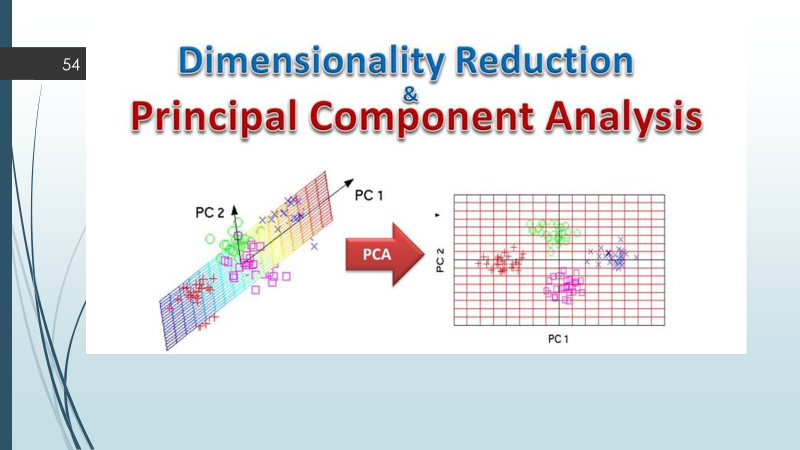 54
Dimensionality Reduction
&
Principal Component Analysis
PC 1
PC 2
PCA
PC 2
PC 1